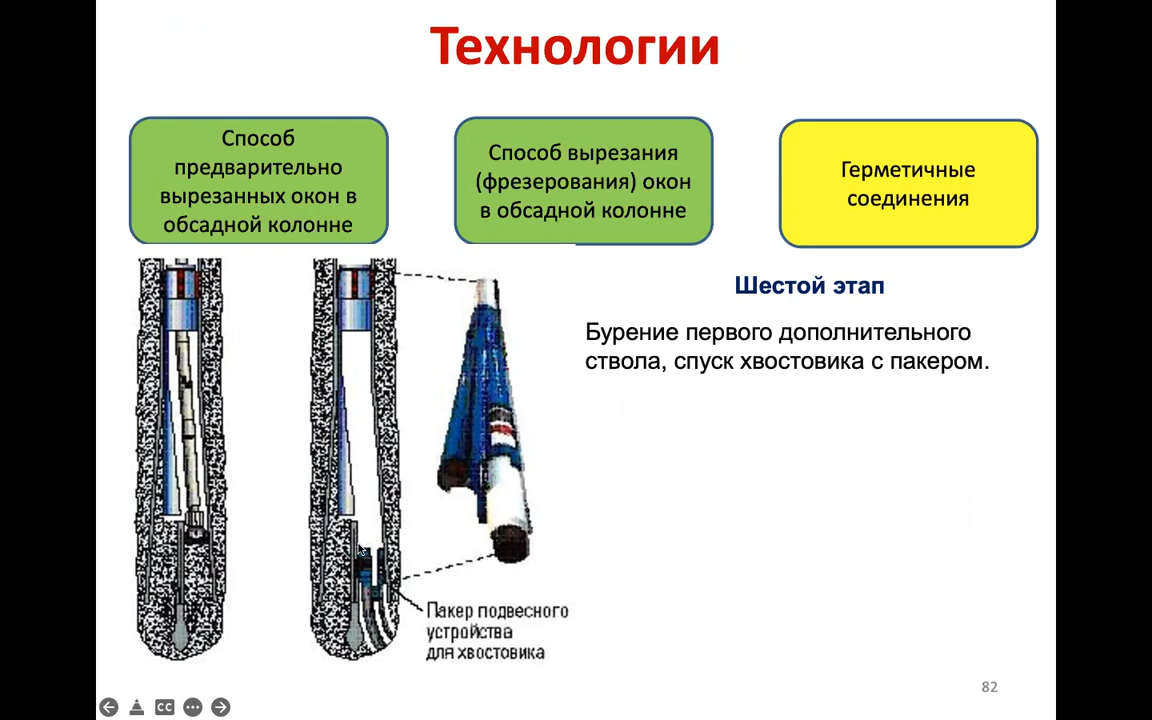 Технологии
Способ
предварительно
вырезанных окон в
обсадной колонне
Способ вырезания
(фрезерования) окон
в обсадной колонне
Герметичные
соединения
Шестой этап
Бурение первого дополнительного
ствола, спуск хвостовика с пакером.
Пакер подвесного
устройства
для хвостовика
82
CC